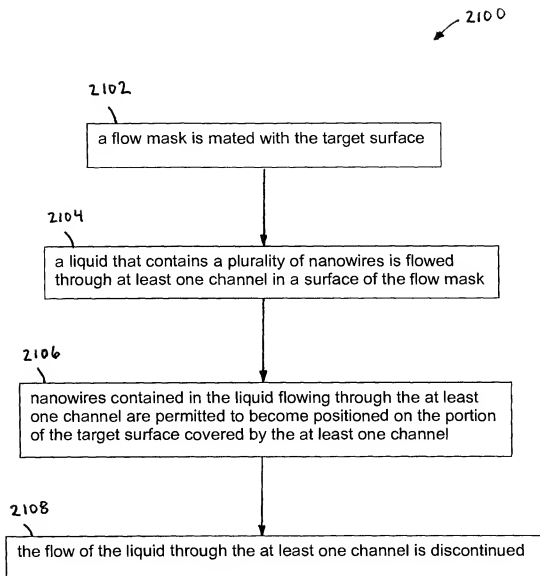 2100
2102
a flow mask is mated with the target surface
2104
a liquid that contains a plurality of nanowires is flowed
through at least one channel in a surface of the flow mask
2106
nanowires contained in the liquid flowing through the at least
one channel are permitted to become positioned on the portion
of the target surface covered by the at least one channel
2108
the flow of the liquid through the at least one channel is discontinued